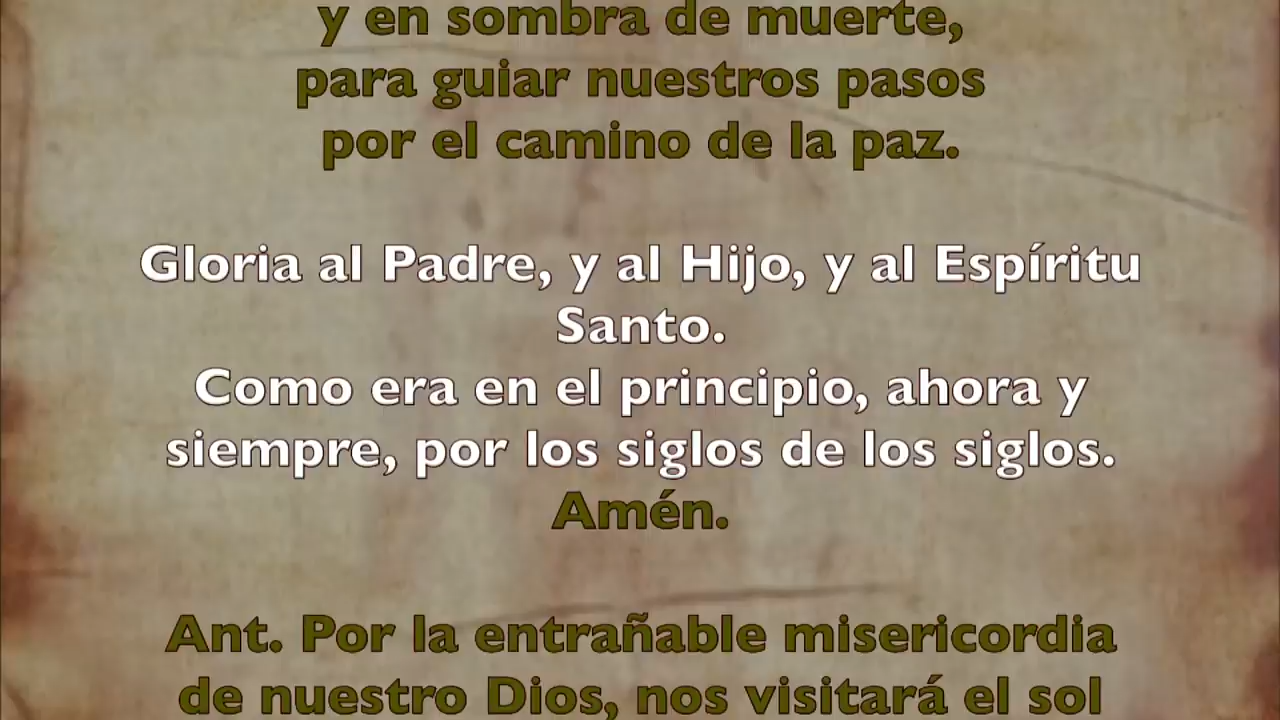 y en sombra de muerte,
para guiar nuestros pasos
por el camino de la paz.
Gloria al Padre, y al Hijo, y al Espíritu
Santo.
Como era en el principio, ahora y
siempre, por los siglos de los siglos.
Amén.
Ant. Por la entrañable misericordia
de nuestro Dios, nos visitará el sol